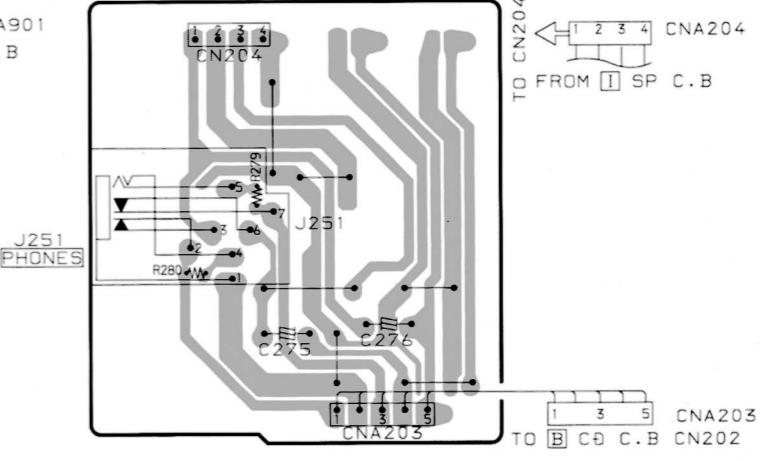 A901
B
1 2 3 4
CN204
TO CN204
1 2 3 4
CNA204
FROM I SP C.B
R279
5
7
J251
3
6
2
4
R280
1
J251
PHONES
C275
C276
1 3 5
CNA203
1 3 5
CNA203
TO B CD C.B CN202